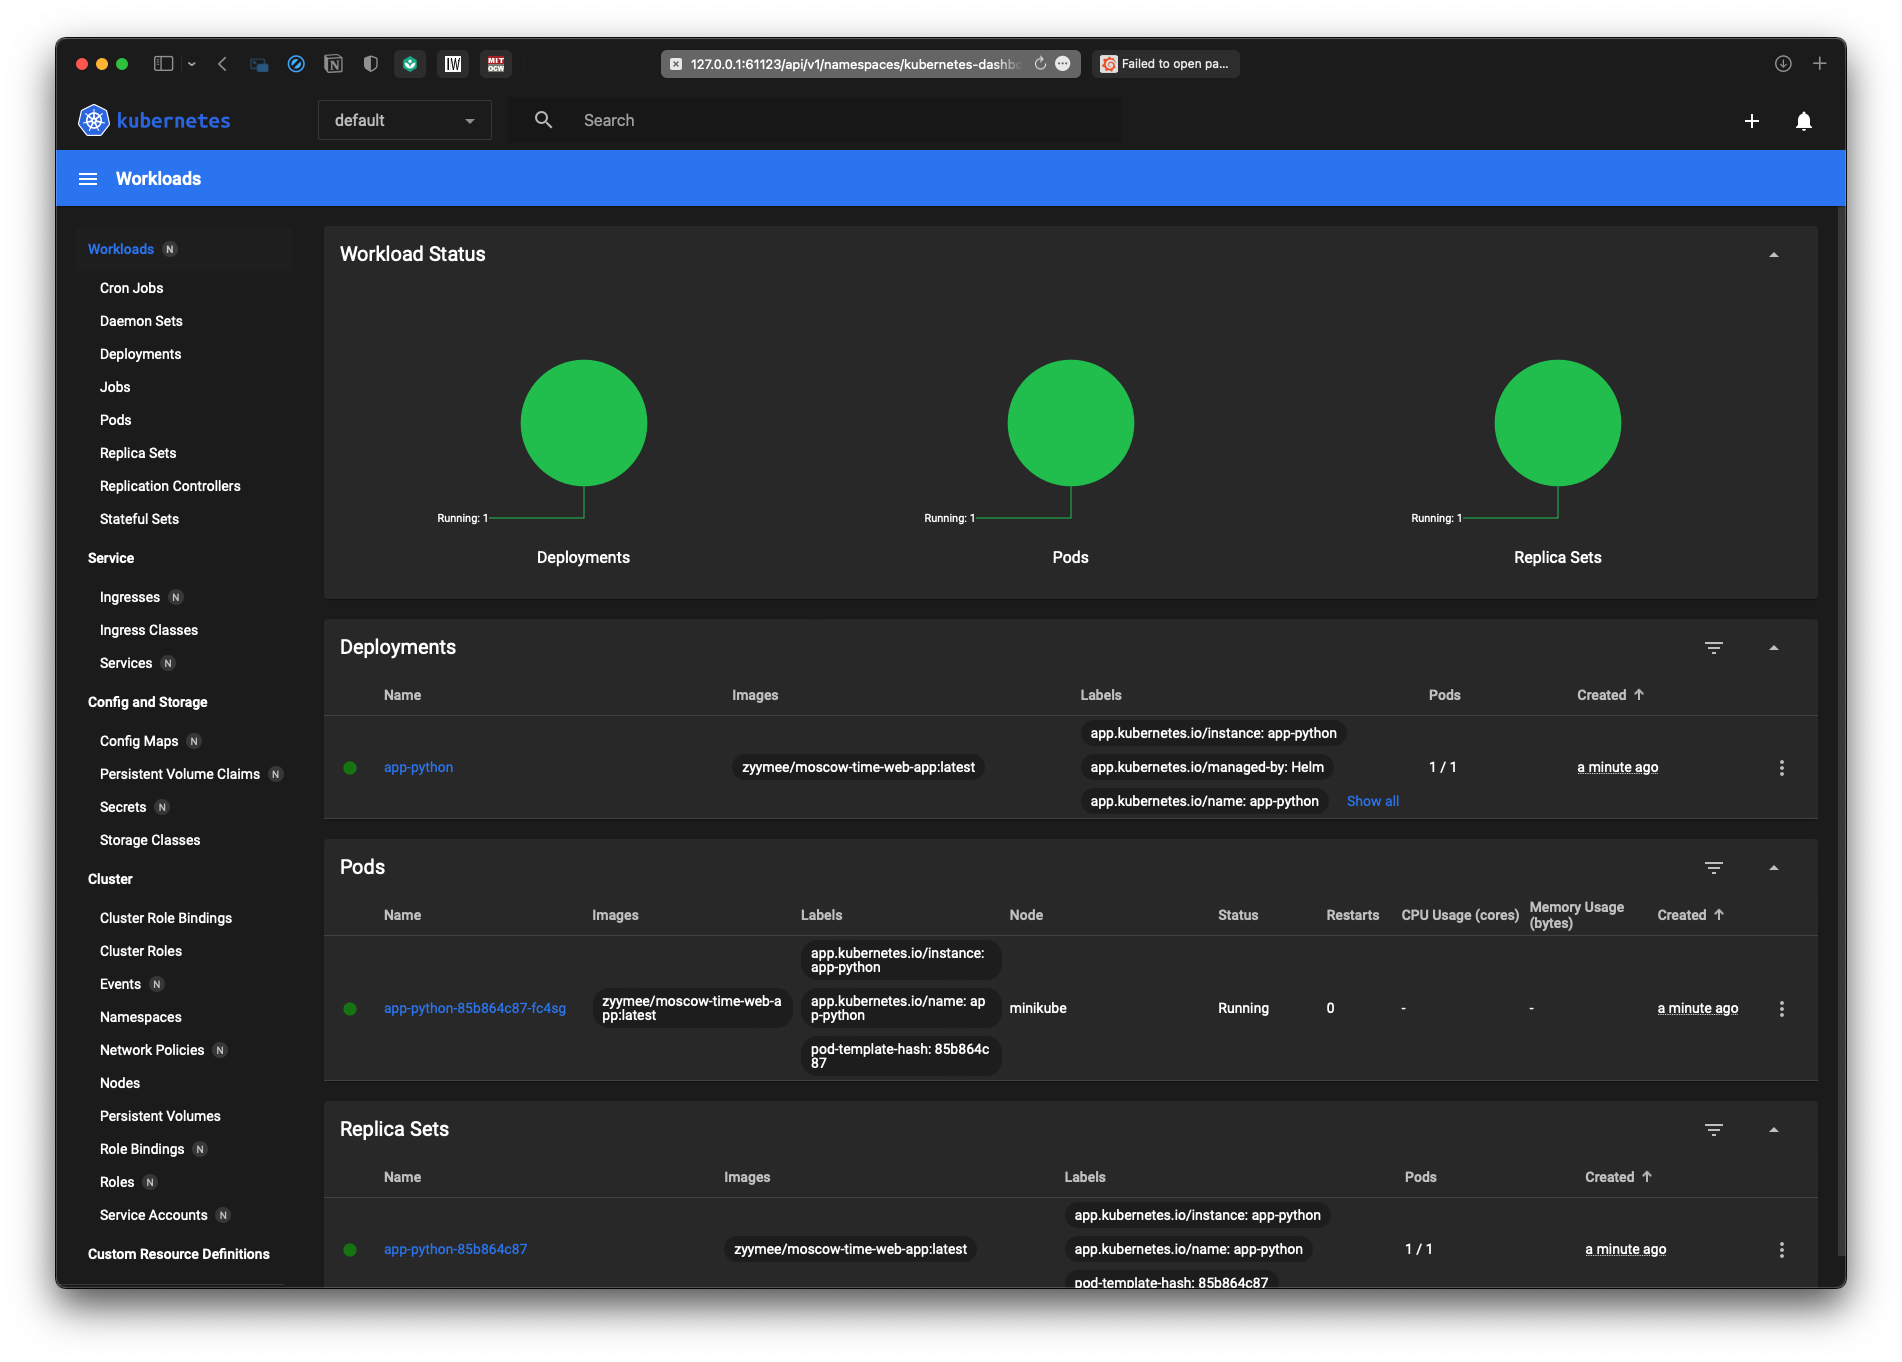 127.0.0.1:61123/api/v1/namespaces/kubernetes-dashbo
Failed to open pa...
kubernetes
default
Search
Workloads
Workloads N
Cron Jobs
Daemon Sets
Deployments
Jobs
Pods
Replica Sets
Replication Controllers
Stateful Sets
Service
Ingresses N
Ingress Classes
Services N
Config and Storage
Config Maps N
Persistent Volume Claims N
Secrets N
Storage Classes
Cluster
Cluster Role Bindings
Cluster Roles
Events N
Namespaces
Network Policies N
Nodes
Persistent Volumes
Role Bindings N
Roles N
Service Accounts N
Custom Resource Definitions
Workload Status
Running: 1
Deployments
Running: 1
Pods
Running: 1
Replica Sets
Deployments
Name Images Labels Pods Created
app-python zyymee/moscow-time-web-app:latest
app.kubernetes.io/instance: app-python
app.kubernetes.io/managed-by: Helm
app.kubernetes.io/name: app-python Show all
1 / 1 a minute ago
Pods
Name Images Labels Node Status Restarts CPU Usage (cores) Memory Usage (bytes) Created
app-python-85b864c87-fc4sg
zyymee/moscow-time-web-a
pp:latest
app.kubernetes.io/instance:
app-python
app.kubernetes.io/name: ap
p-python
pod-template-hash: 85b864c
87
minikube Running 0 - - a minute ago
Replica Sets
Name Images Labels Pods Created
app-python-85b864c87 zyymee/moscow-time-web-app:latest
app.kubernetes.io/instance: app-python
app.kubernetes.io/name: app-python
pod-template-hash: 85b864c87
1 / 1 a minute ago
IW
MIT
OCW